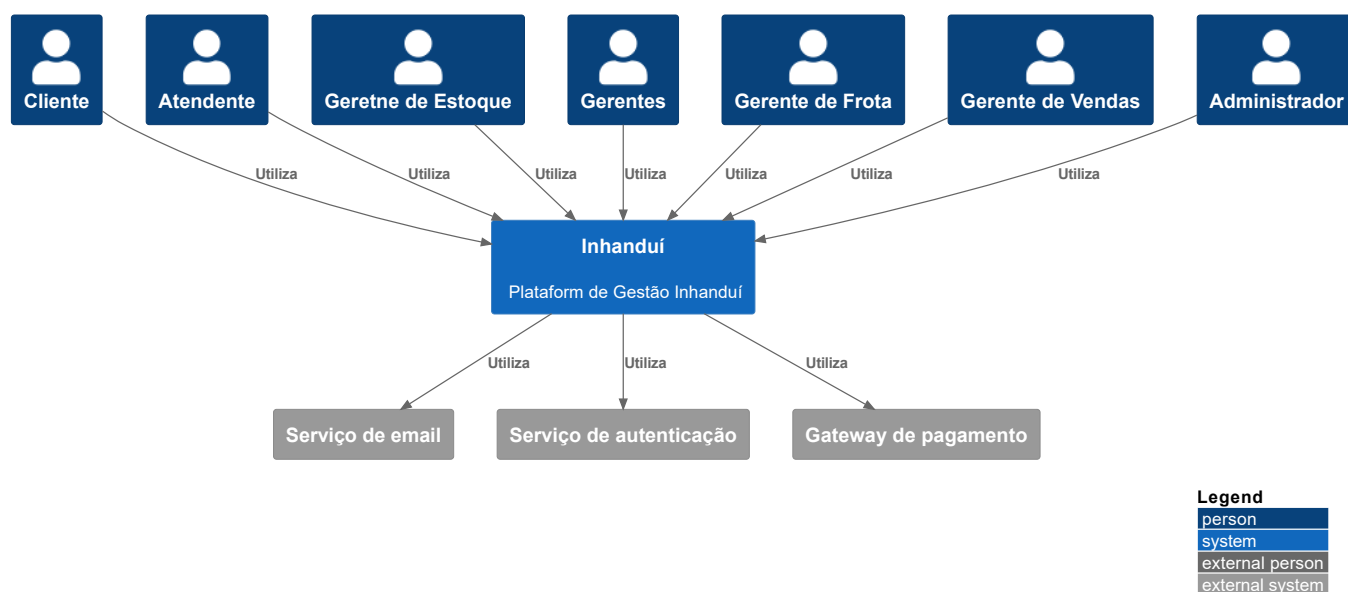 Cliente
Atendente
Geretne de Estoque
Gerentes
Gerente de Frota
Gerente de Vendas
Administrador
Utiliza
Utiliza
Utiliza
Utiliza
Utiliza
Utiliza
Utiliza
Inhanduí
Plataform de Gestão Inhanduí
Utiliza
Utiliza
Utiliza
Serviço de email
Serviço de autenticação
Gateway de pagamento
Legend
person
system
external person
external system